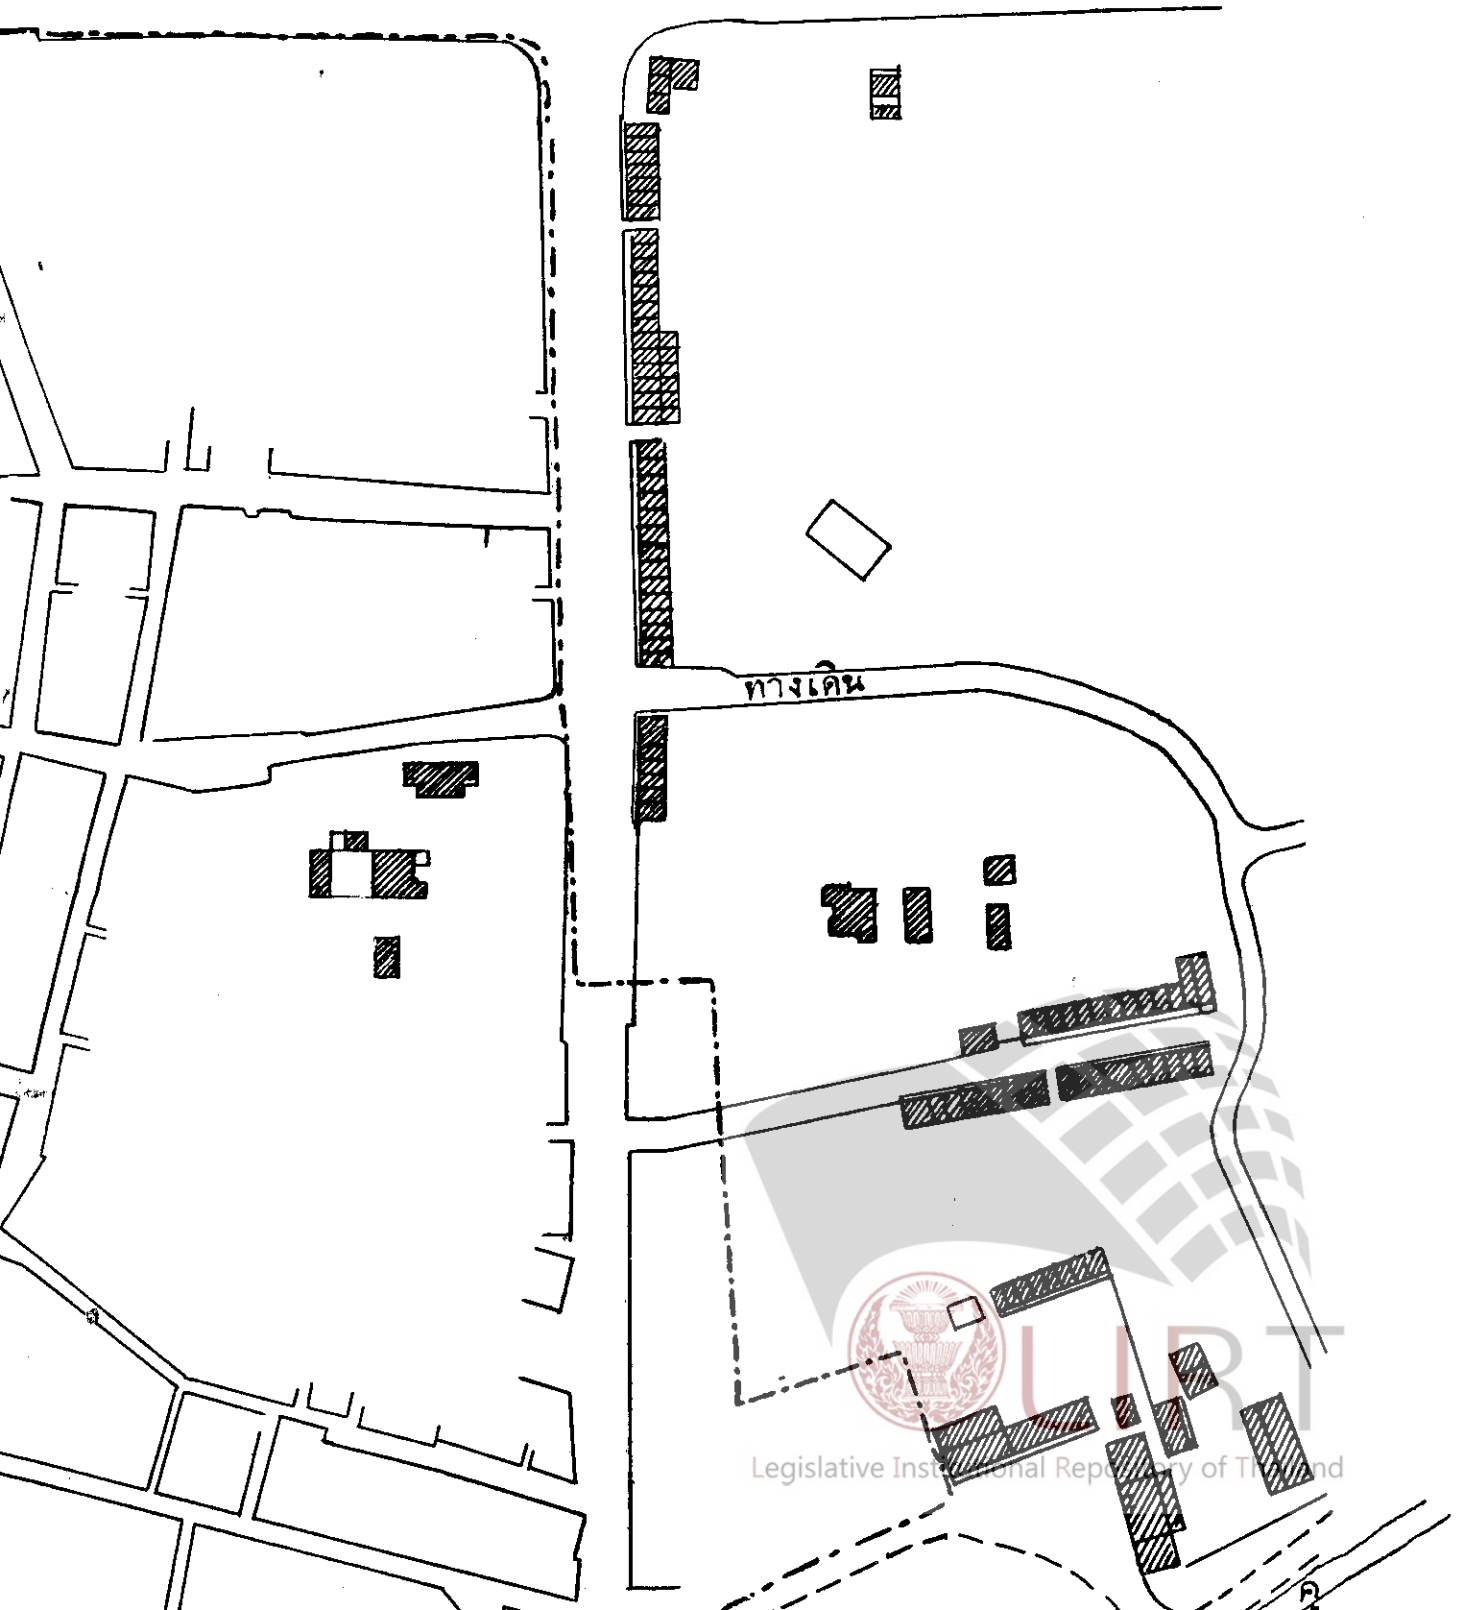 ทางเดิน
LIRT
Legislative Institutional Repository of Thailand